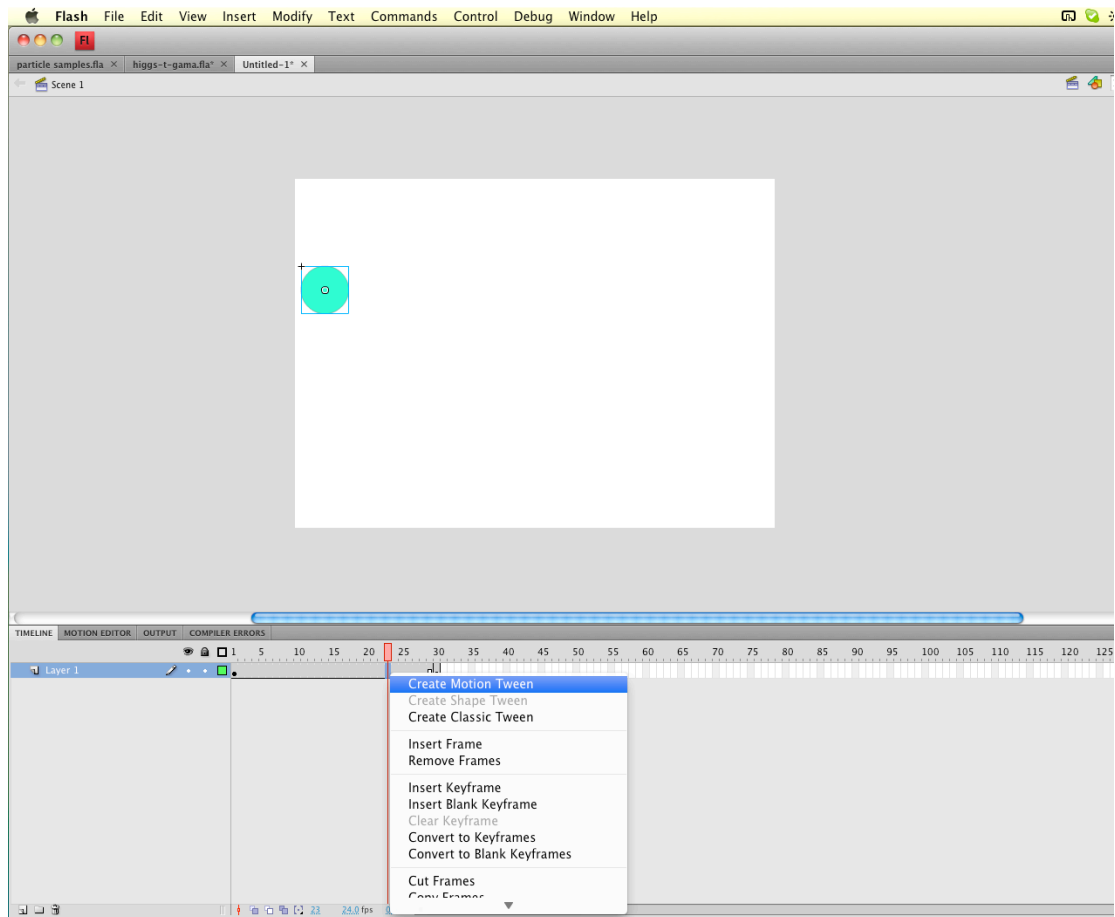 Flash File Edit View Insert Modify Text Commands Control Debug Window Help
Fl
particle samples.fla × higgs-t-gama.fla* × Untitled-1* ×
Scene 1
TIMELINE MOTION EDITOR OUTPUT COMPILER ERRORS
1 5 10 15 20 25 30 35 40 45 50 55 60 65 70 75 80 85 90 95 100 105 110 115 120 125
Layer 1
Create Motion Tween
Create Shape Tween
Create Classic Tween
Insert Frame
Remove Frames
Insert Keyframe
Insert Blank Keyframe
Clear Keyframe
Convert to Keyframes
Convert to Blank Keyframes
Cut Frames
Copy Frames
23 24.0 fps